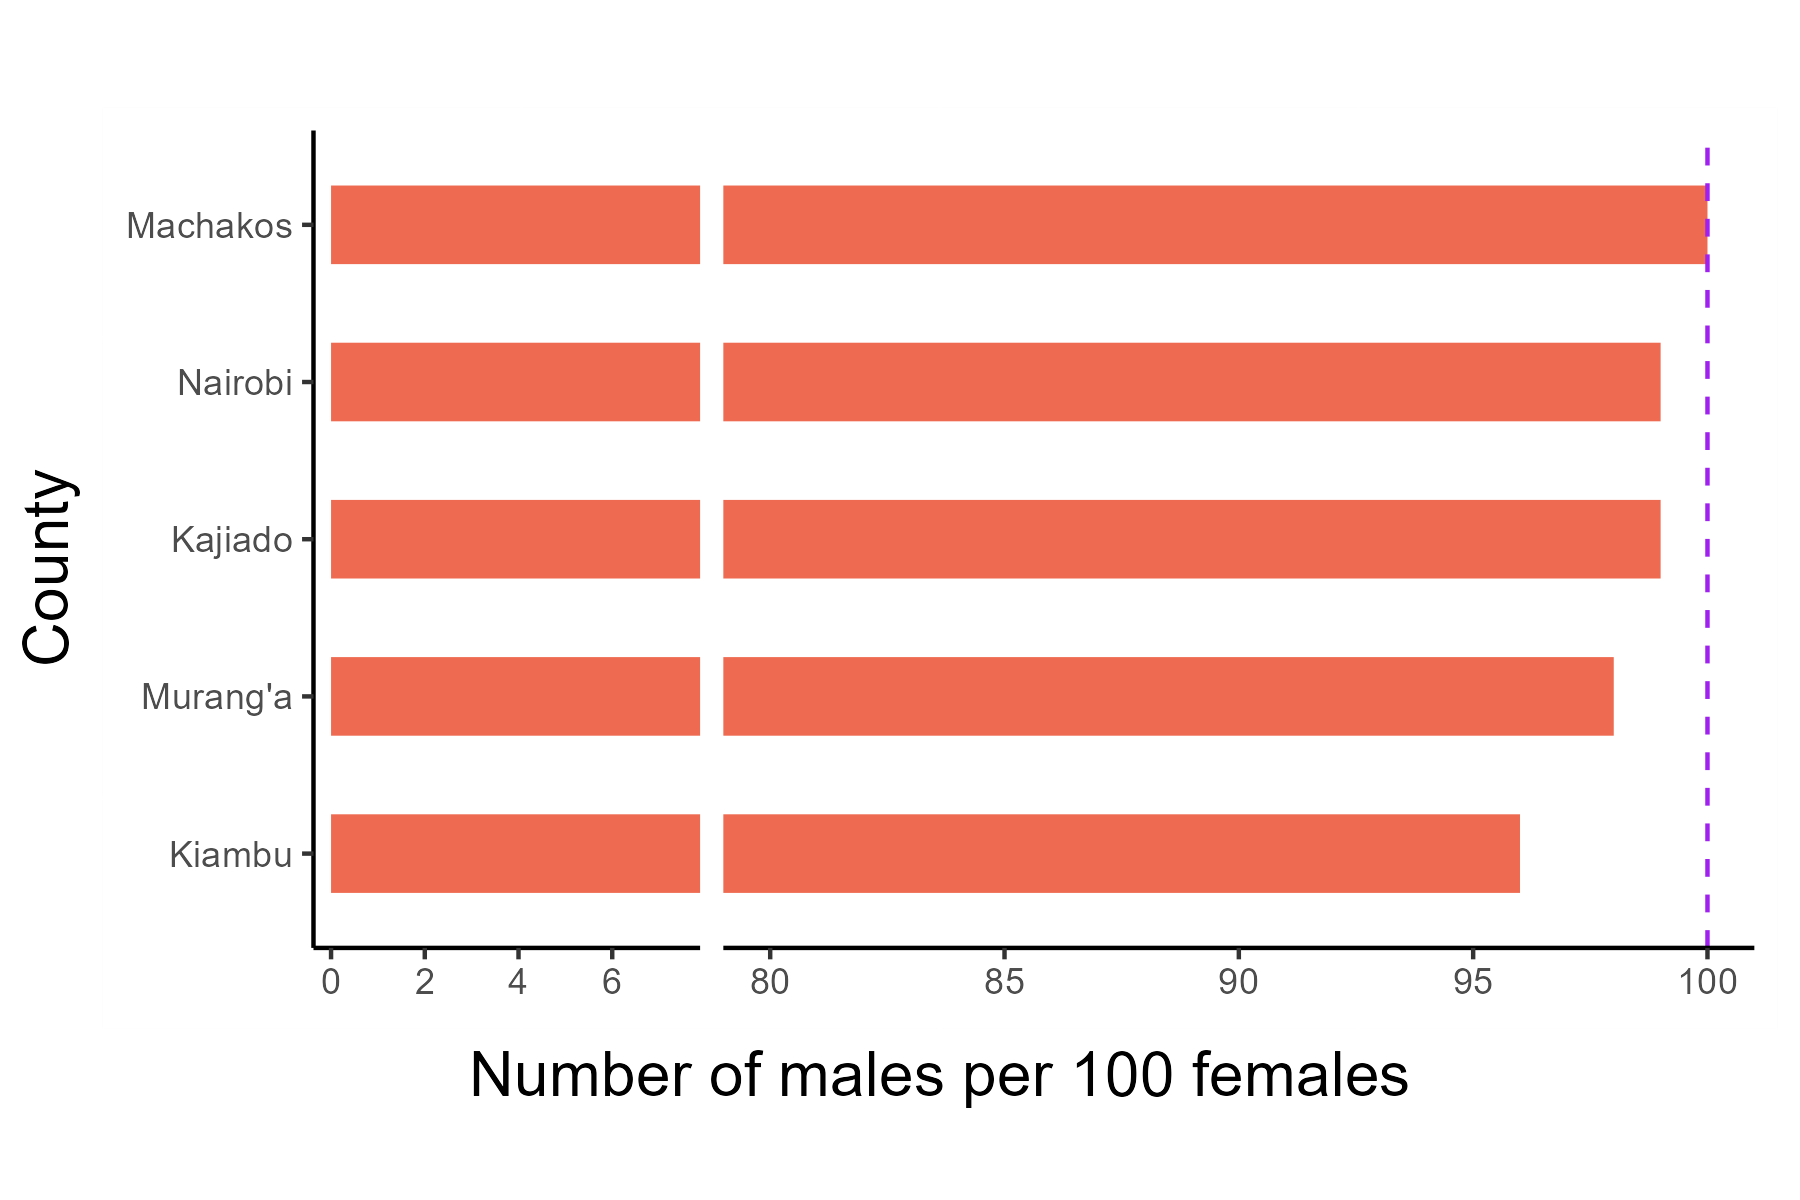 Machakos
Nairobi
Kajiado
Murang'a
Kiambu
County
0 2 4 6 80 85 90 95 100
Number of males per 100 females